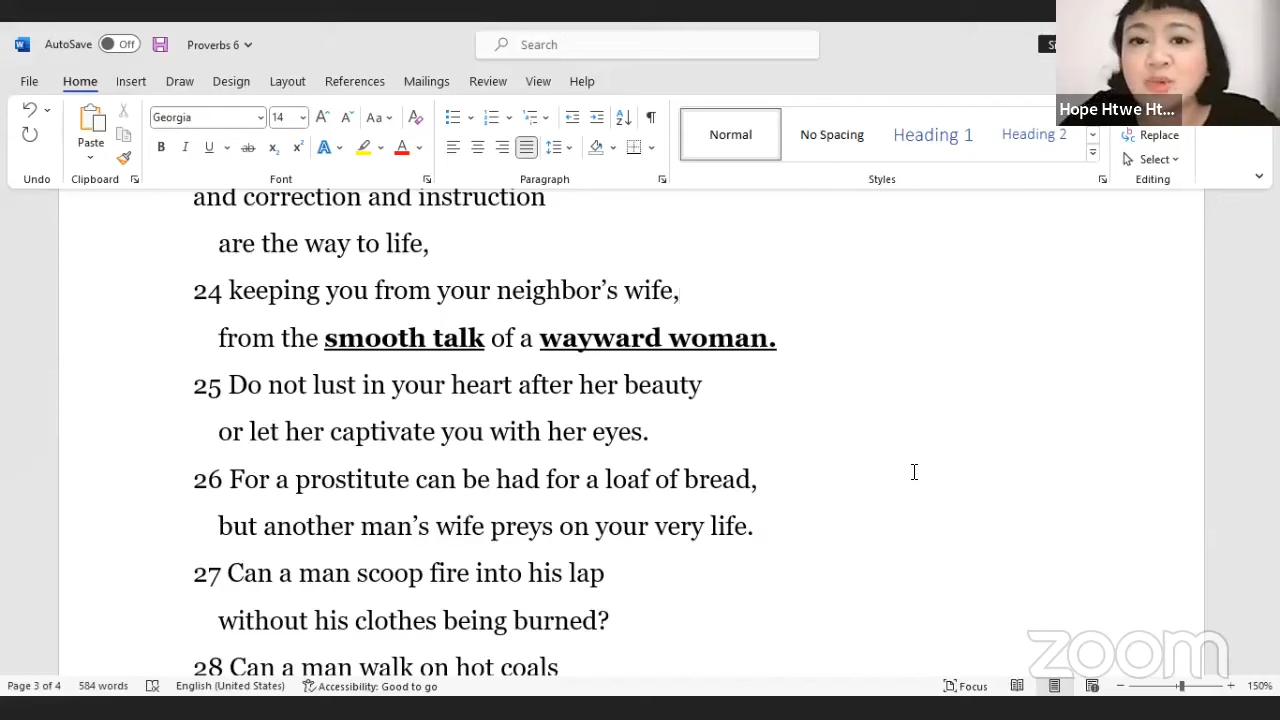 AutoSave Off Proverbs 6 Search
File Home Insert Draw Design Layout References Mailings Review View Help
Hope Htwe Ht...
Georgia 14 Aa
Paste
Normal No Spacing Heading 1 Heading 2
Replace
Select
Undo Clipboard Font Paragraph Styles Editing
and correction and instruction
are the way to life,
24 keeping you from your neighbor’s wife,
from the smooth talk of a wayward woman.
25 Do not lust in your heart after her beauty
or let her captivate you with her eyes.
26 For a prostitute can be had for a loaf of bread,
but another man’s wife preys on your very life.
27 Can a man scoop fire into his lap
without his clothes being burned?
28 Can a man walk on hot coals
zoom
Page 3 of 4 584 words English (United States) Accessibility: Good to go Focus 150%